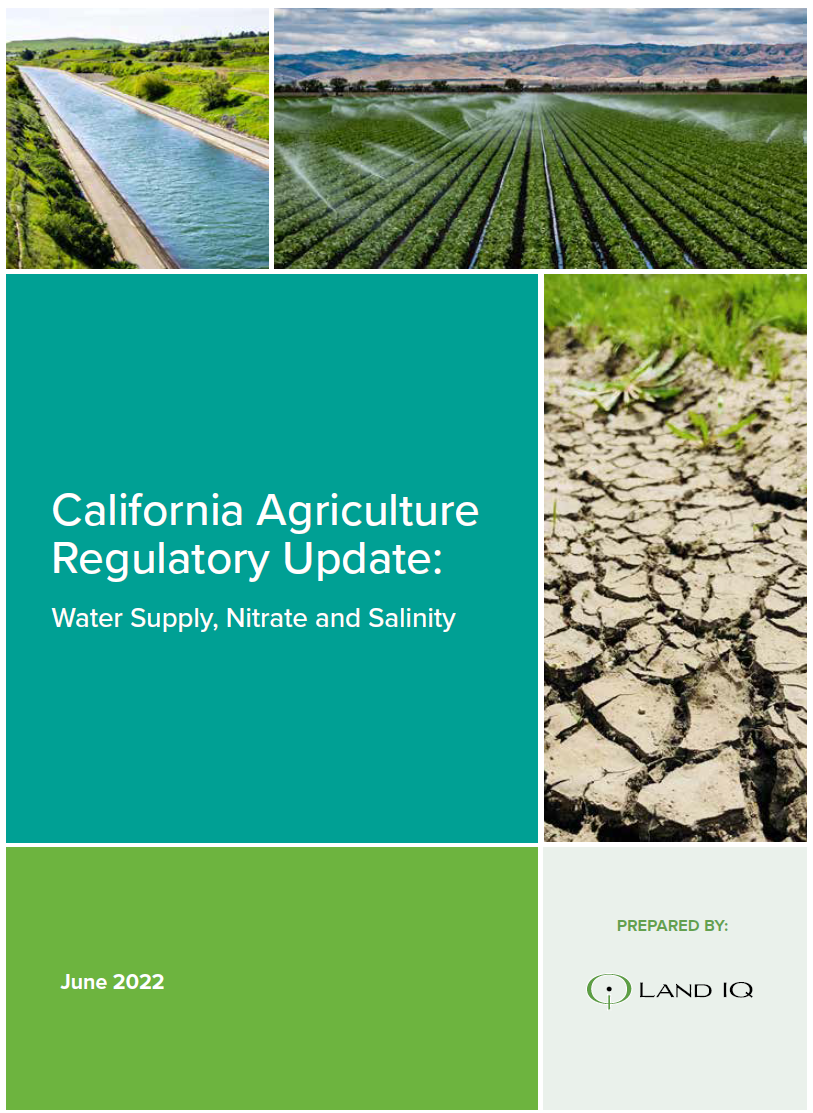 California Agriculture
Regulatory Update:
Water Supply, Nitrate and Salinity
June 2022
PREPARED BY:
LAND IQ